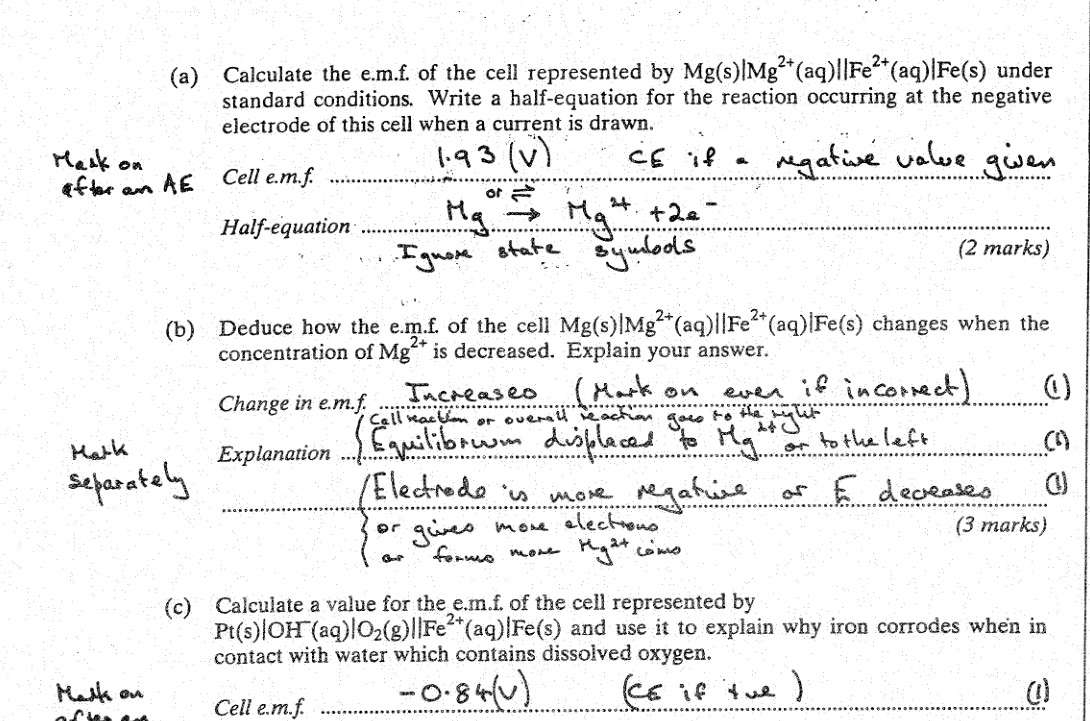 (a) Calculate the e.m.f. of the cell represented by Mg(s)|Mg²⁺(aq)||Fe²⁺(aq)|Fe(s) under
standard conditions. Write a half-equation for the reaction occurring at the negative
electrode of this cell when a current is drawn.
Mark on
after an AE
Cell e.m.f. 1.93 (V) CE if a negative value given
or ⇌
Half-equation Mg → Mg²⁺ + 2e⁻
Ignore state symbols (2 marks)
(b) Deduce how the e.m.f. of the cell Mg(s)|Mg²⁺(aq)||Fe²⁺(aq)|Fe(s) changes when the
concentration of Mg²⁺ is decreased. Explain your answer.
Change in e.m.f. Increases (Mark on even if incorrect) (1)
Cell reaction or overall reaction goes to the right
Mark
separately
Explanation Equilibrium displaced to Mg²⁺ or to the left (1)
Electrode is more negative or E decreases (1)
or gives more electrons (3 marks)
or forms more Mg²⁺ ions
(c) Calculate a value for the e.m.f. of the cell represented by
Pt(s)|OH⁻(aq)|O₂(g)||Fe²⁺(aq)|Fe(s) and use it to explain why iron corrodes when in
contact with water which contains dissolved oxygen.
Mark on
after an
Cell e.m.f. -0.84(V) (CE if +ve) (1)